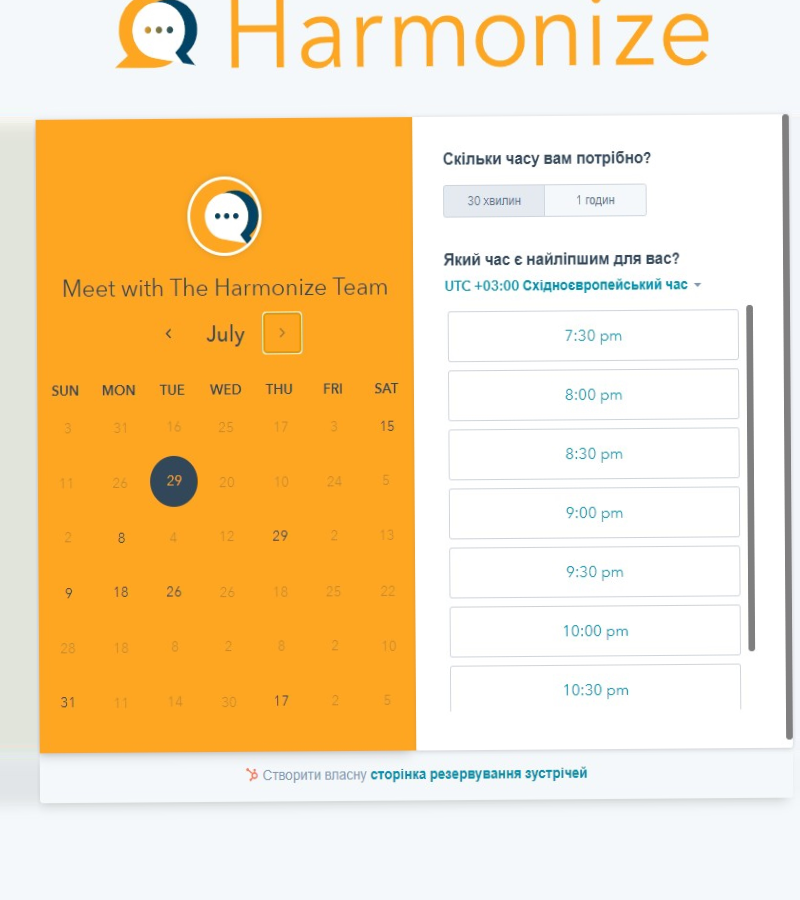 Harmonize
Meet with The Harmonize Team
July
SUN MON TUE WED THU FRI SAT
3 31 16 25 17 3 15
11 26 29 20 10 24 5
2 8 4 12 29 2 13
9 18 26 26 18 25 22
28 18 8 2 8 2 10
31 11 14 30 17 2 5
Скільки часу вам потрібно?
30 хвилин 1 годин
Який час є найліпшим для вас?
UTC +03:00 Східноєвропейський час
7:30 pm
8:00 pm
8:30 pm
9:00 pm
9:30 pm
10:00 pm
10:30 pm
Створити власну сторінка резервування зустрічей